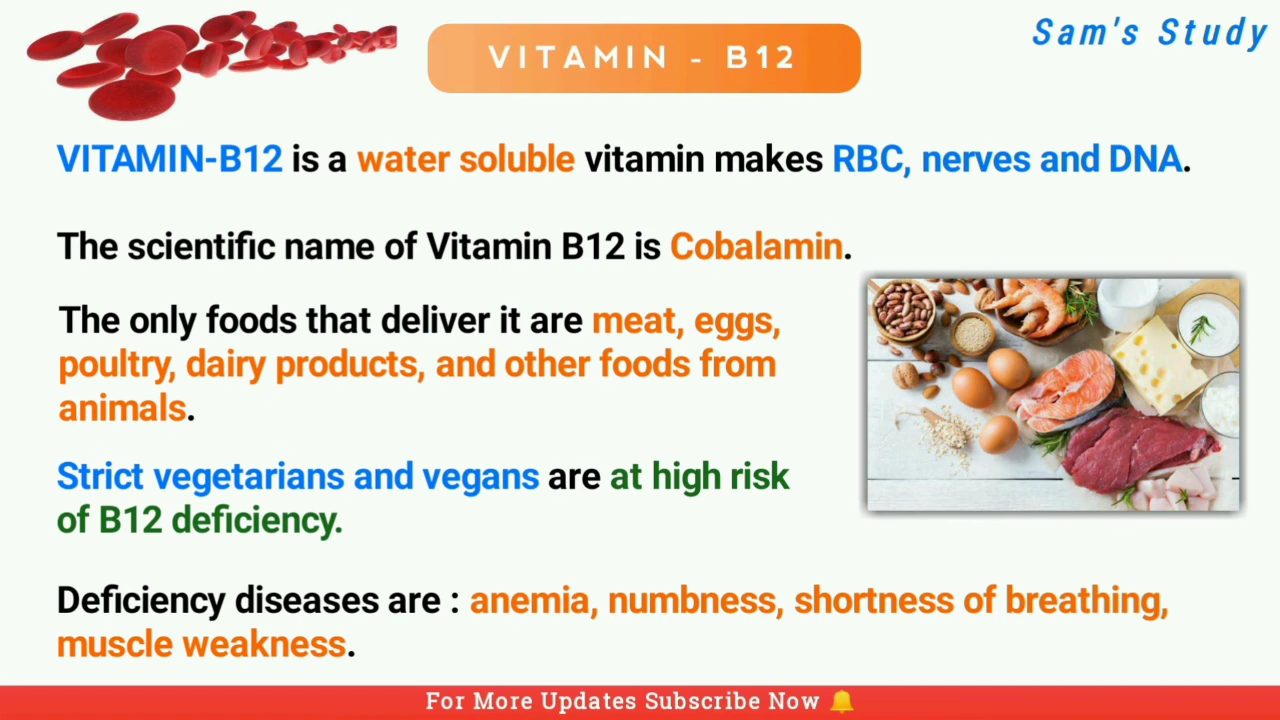 VITAMIN - B12
Sam's Study
VITAMIN-B12 is a water soluble vitamin makes RBC, nerves and DNA.
The scientific name of Vitamin B12 is Cobalamin.
The only foods that deliver it are meat, eggs,
poultry, dairy products, and other foods from
animals.
Strict vegetarians and vegans are at high risk
of B12 deficiency.
Deficiency diseases are : anemia, numbness, shortness of breathing,
muscle weakness.
For More Updates Subscribe Now 🔔